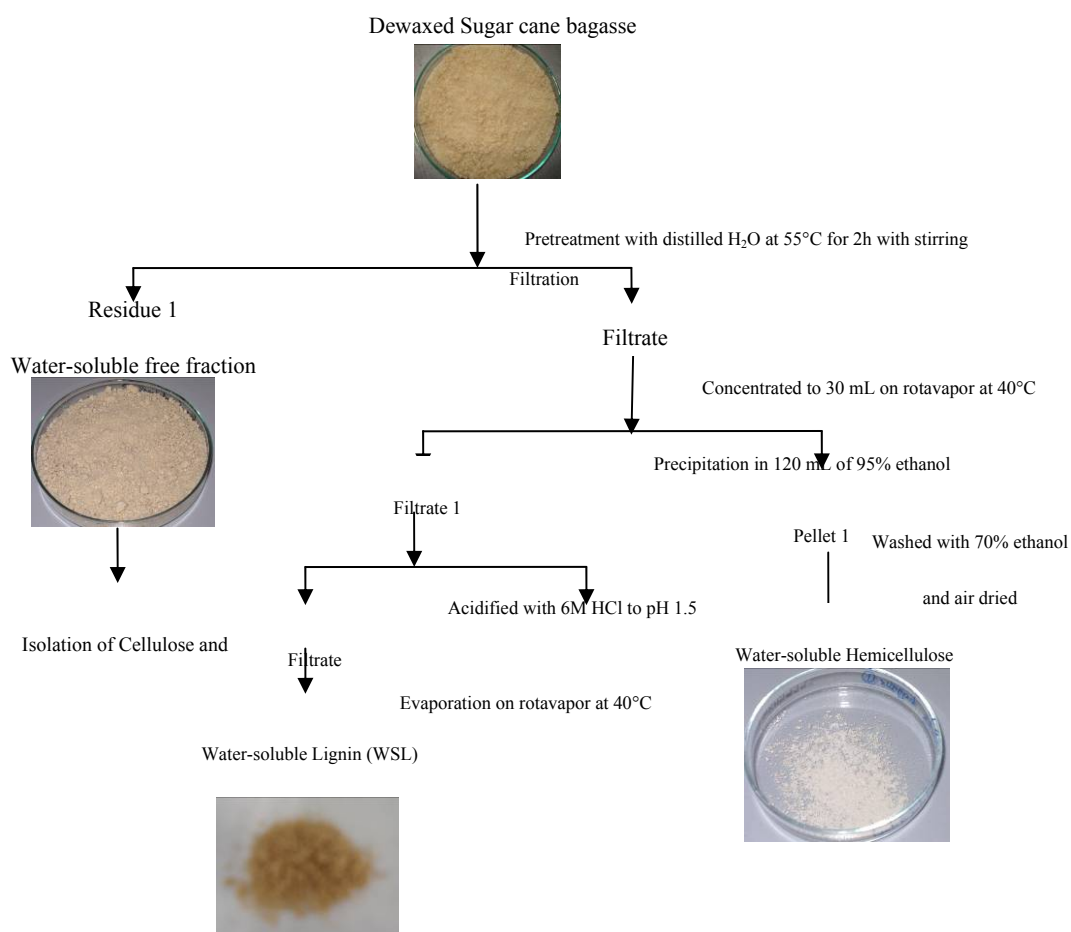 Dewaxed Sugar cane bagasse
Pretreatment with distilled H₂O at 55°C for 2h with stirring
Filtration
Residue 1
Filtrate
Water-soluble free fraction
Concentrated to 30 mL on rotavapor at 40°C
Precipitation in 120 mL of 95% ethanol
Filtrate 1
Pellet 1
Washed with 70% ethanol
and air dried
Acidified with 6M HCl to pH 1.5
Isolation of Cellulose and
Filtrate
Water-soluble Hemicellulose
Evaporation on rotavapor at 40°C
Water-soluble Lignin (WSL)